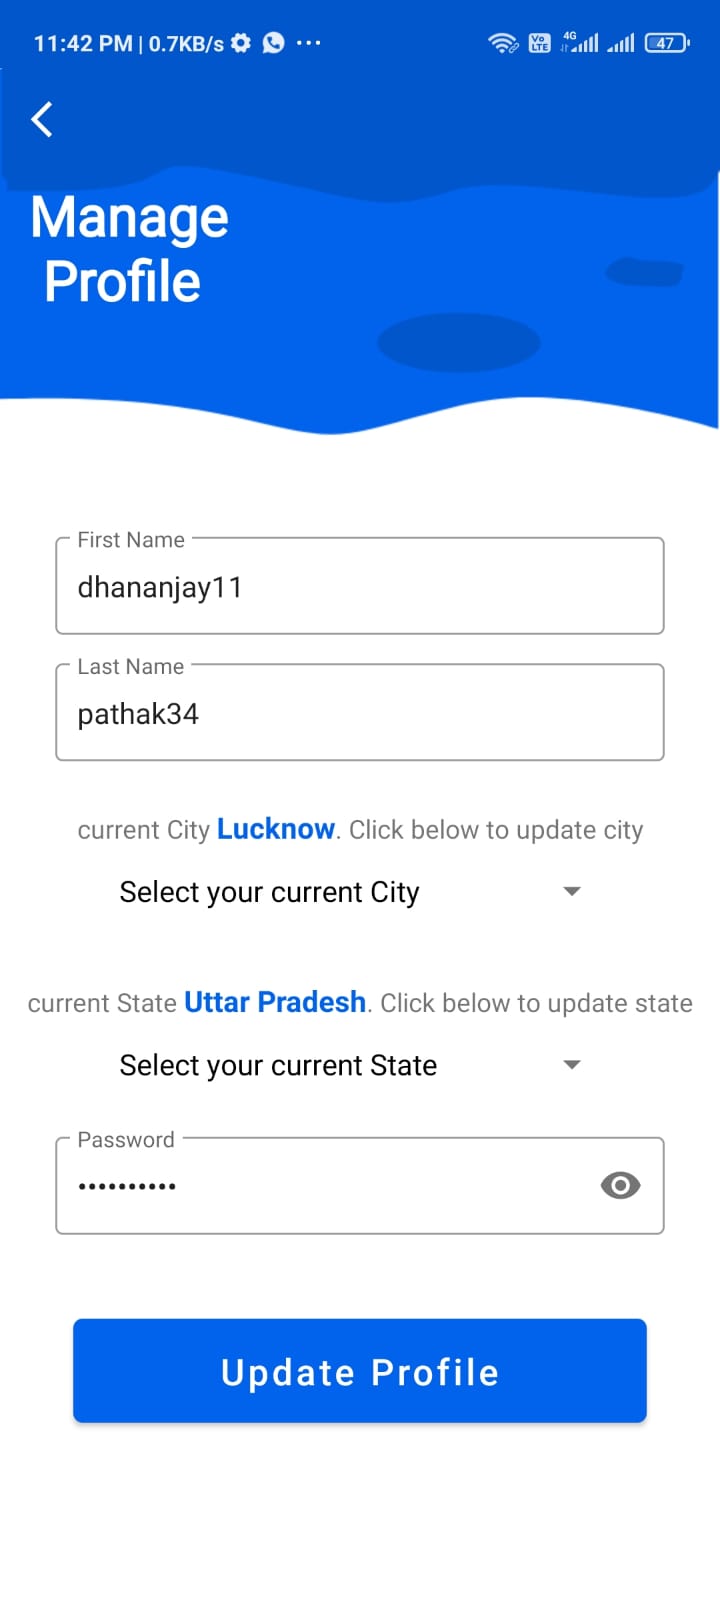 11:42 PM | 0.7KB/s ... Vo LTE 4G 47
Manage
Profile
First Name
dhananjay11
Last Name
pathak34
current City Lucknow. Click below to update city
Select your current City
current State Uttar Pradesh. Click below to update state
Select your current State
Password
••••••••••
Update Profile